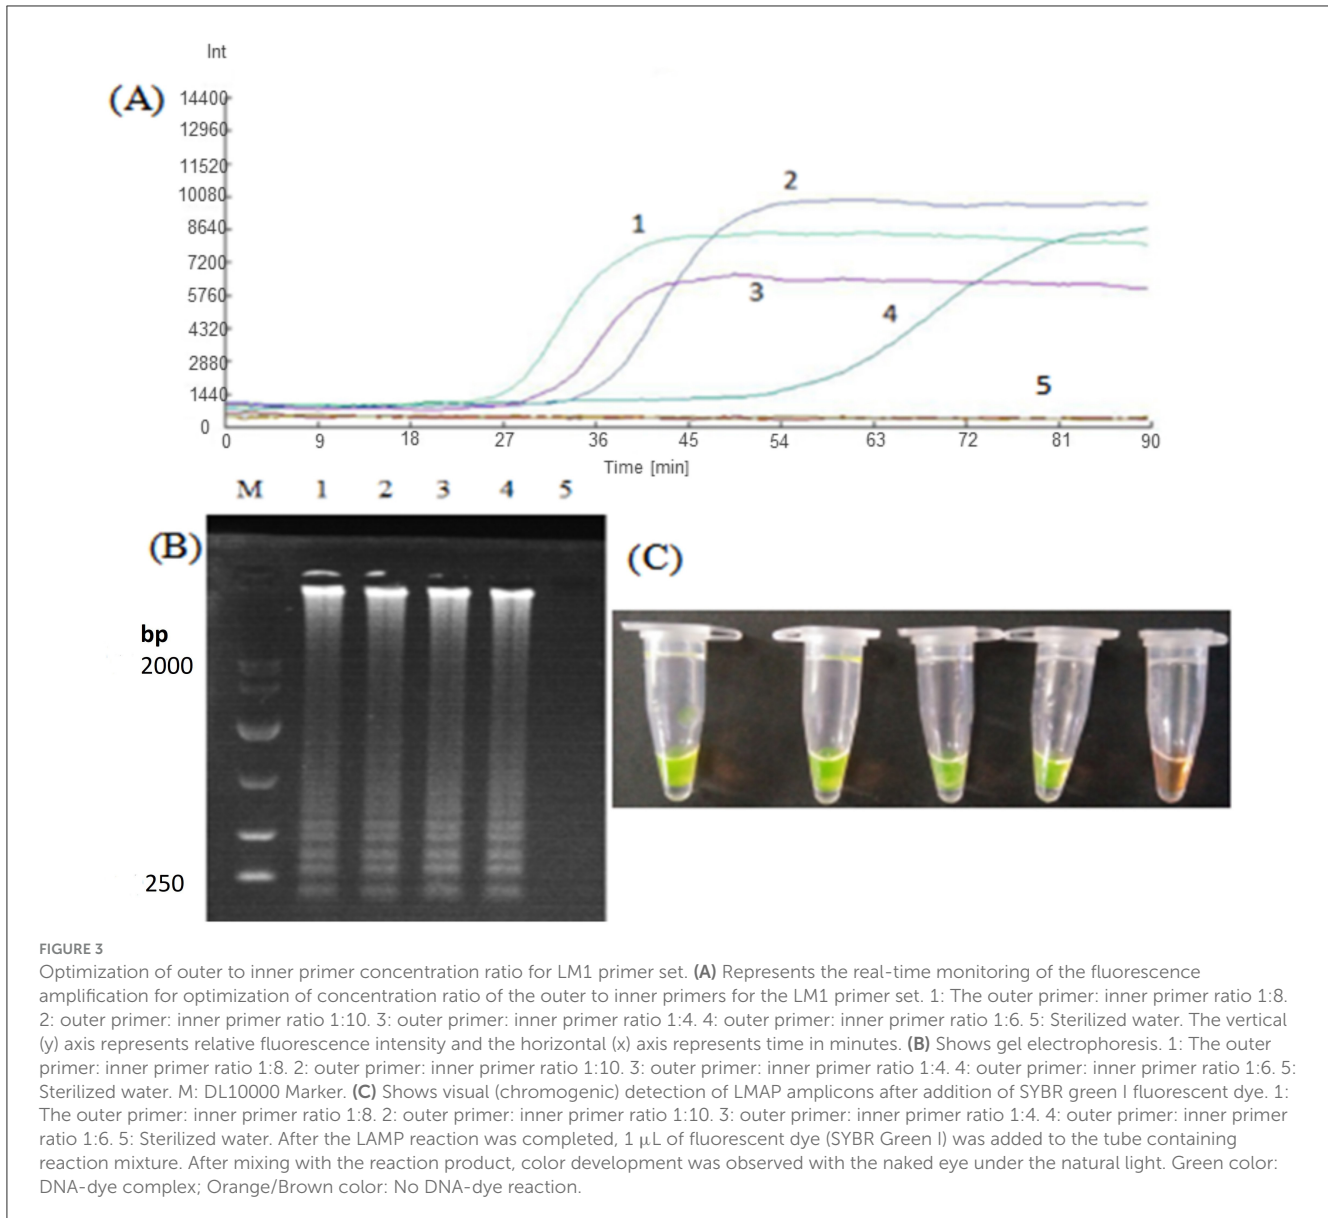 Int
(A)
14400
12960
11520
10080
8640
7200
5760
4320
2880
1440
0
1
2
3
4
5
0 9 18 27 36 45 54 63 72 81 90
Time [min]
M 1 2 3 4 5
(B)
bp
2000
250
(C)
FIGURE 3
Optimization of outer to inner primer concentration ratio for LM1 primer set. (A) Represents the real-time monitoring of the fluorescence
amplification for optimization of concentration ratio of the outer to inner primers for the LM1 primer set. 1: The outer primer: inner primer ratio 1:8.
2: outer primer: inner primer ratio 1:10. 3: outer primer: inner primer ratio 1:4. 4: outer primer: inner primer ratio 1:6. 5: Sterilized water. The vertical
(y) axis represents relative fluorescence intensity and the horizontal (x) axis represents time in minutes. (B) Shows gel electrophoresis. 1: The outer
primer: inner primer ratio 1:8. 2: outer primer: inner primer ratio 1:10. 3: outer primer: inner primer ratio 1:4. 4: outer primer: inner primer ratio 1:6. 5:
Sterilized water. M: DL10000 Marker. (C) Shows visual (chromogenic) detection of LMAP amplicons after addition of SYBR green I fluorescent dye. 1:
The outer primer: inner primer ratio 1:8. 2: outer primer: inner primer ratio 1:10. 3: outer primer: inner primer ratio 1:4. 4: outer primer: inner primer
ratio 1:6. 5: Sterilized water. After the LAMP reaction was completed, 1 μL of fluorescent dye (SYBR Green I) was added to the tube containing
reaction mixture. After mixing with the reaction product, color development was observed with the naked eye under the natural light. Green color:
DNA-dye complex; Orange/Brown color: No DNA-dye reaction.